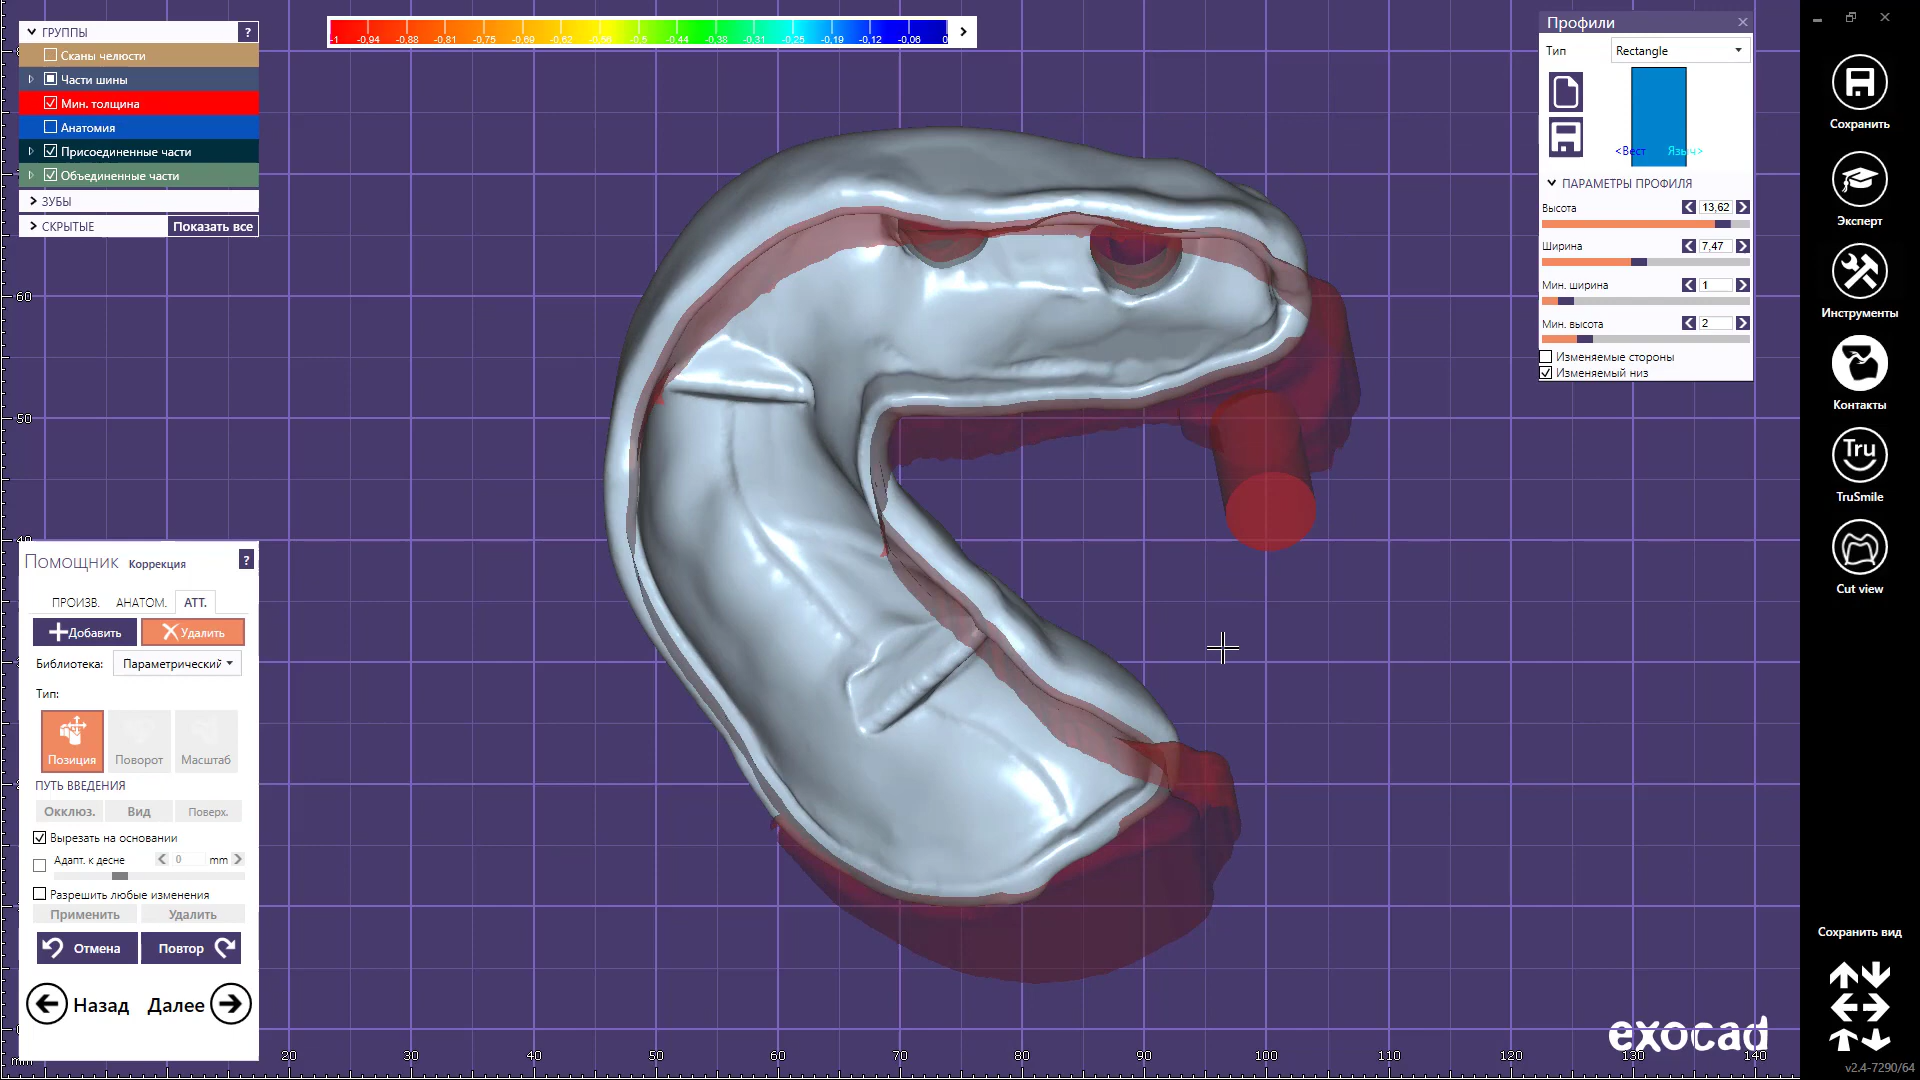 ГРУППЫ
?
Сканы челюсти
Части шины
Мин. толщина
Анатомия
Присоединенные части
Объединенные части
ЗУБЫ
СКРЫТЫЕ
Показать все
-1 -0,94 -0,88 -0,81 -0,75 -0,69 -0,62 -0,56 -0,5 -0,44 -0,38 -0,31 -0,25 -0,19 -0,12 -0,06 0
Профили
Тип
Rectangle
<Вест
Языч>
ПАРАМЕТРЫ ПРОФИЛЯ
Высота 13,62
Ширина 7,47
Мин. ширина 1
Мин. высота 2
Изменяемые стороны
Изменяемый низ
Сохранить
Эксперт
Инструменты
Контакты
Tru
TruSmile
Cut view
Сохранить вид
60
50
40
Помощник Коррекция
?
ПРОИЗВ. АНАТОМ. АТТ.
Добавить
Удалить
Библиотека: Параметрический
Тип:
Позиция
Поворот
Масштаб
ПУТЬ ВВЕДЕНИЯ
Окклюз. Вид Поверх.
Вырезать на основании
Адапт. к десне 0 mm
Разрешить любые изменения
Применить Удалить
Отмена Повтор
Назад Далее
20 30 40 50 60 70 80 90 100 110 120 130 140
exocad
v2.4-7290/64